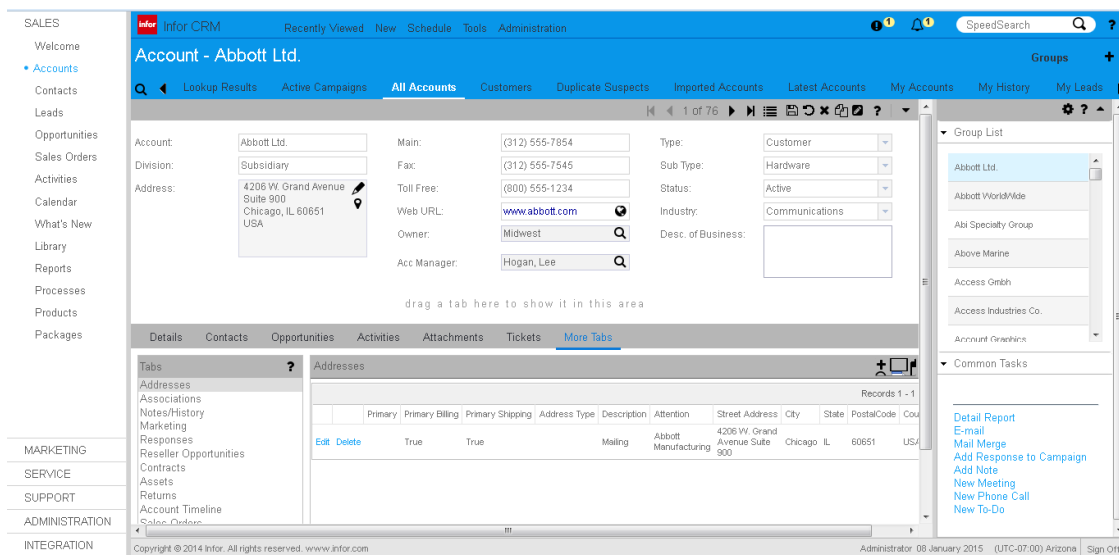 SALES
Welcome
Accounts
Contacts
Leads
Opportunities
Sales Orders
Activities
Calendar
What's New
Library
Reports
Processes
Products
Packages
MARKETING
SERVICE
SUPPORT
ADMINISTRATION
INTEGRATION
infor Infor CRM Recently Viewed New Schedule Tools Administration 1 1 SpeedSearch ?
Account - Abbott Ltd. Groups +
Lookup Results Active Campaigns All Accounts Customers Duplicate Suspects Imported Accounts Latest Accounts My Accounts My History My Leads
1 of 76 ?
Account: Abbott Ltd. Main: (312) 555-7854 Type: Customer
Division: Subsidiary Fax: (312) 555-7545 Sub Type: Hardware
Address: 4206 W. Grand Avenue Toll Free: (800) 555-1234 Status: Active
Suite 900
Chicago, IL 60651 Web URL: www.abbott.com Industry: Communications
USA
Owner: Midwest Desc. of Business:
Acc Manager: Hogan, Lee
drag a tab here to show it in this area
Details Contacts Opportunities Activities Attachments Tickets More Tabs
Tabs ?
Addresses
Associations
Notes/History
Marketing
Responses
Reseller Opportunities
Contracts
Assets
Returns
Account Timeline
Sales Orders
Addresses
Records 1 - 1
Primary Primary Billing Primary Shipping Address Type Description Attention Street Address City State PostalCode Cou
Edit Delete True True Mailing Abbott Manufacturing 4206 W. Grand Avenue Suite 900 Chicago IL 60651 USA
?
Group List
Abbott Ltd.
Abbott WorldWide
Abi Specialty Group
Above Marine
Access Gmbh
Access Industries Co.
Account Graphics
Common Tasks
Detail Report
E-mail
Mail Merge
Add Response to Campaign
Add Note
New Meeting
New Phone Call
New To-Do
Copyright © 2014 Infor. All rights reserved. www.infor.com Administrator 08 January 2015 (UTC-07:00) Arizona Sign Off